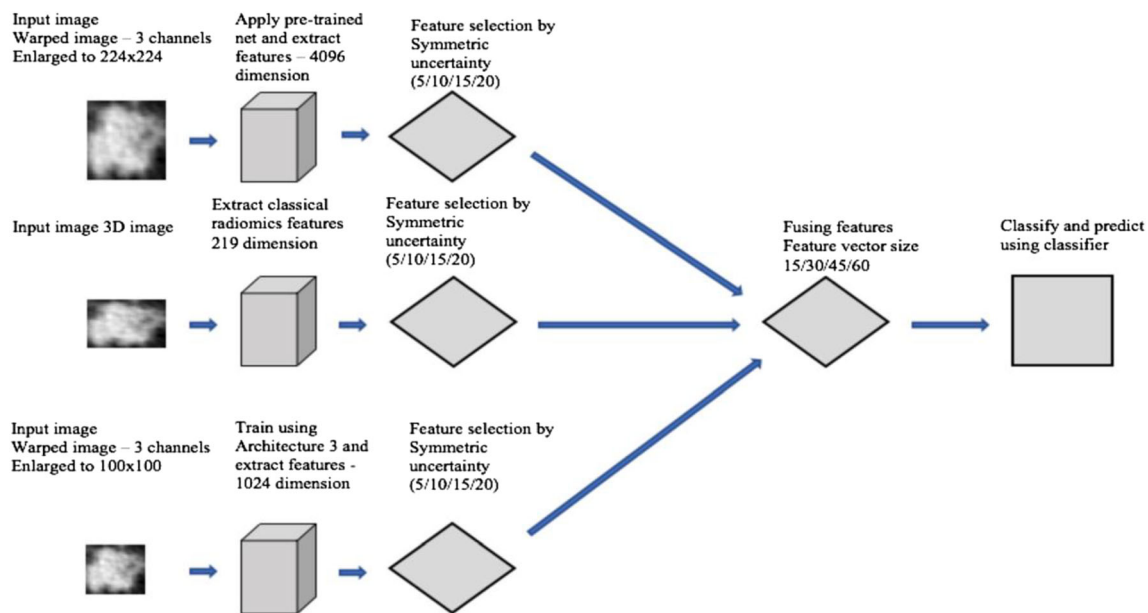 Input image
Warped image – 3 channels
Enlarged to 224x224
Apply pre-trained
net and extract
features – 4096
dimension
Feature selection by
Symmetric
uncertainty
(5/10/15/20)
Input image 3D image
Extract classical
radiomics features
219 dimension
Feature selection by
Symmetric
uncertainty
(5/10/15/20)
Fusing features
Feature vector size
15/30/45/60
Classify and predict
using classifier
Input image
Warped image – 3 channels
Enlarged to 100x100
Train using
Architecture 3 and
extract features -
1024 dimension
Feature selection by
Symmetric
uncertainty
(5/10/15/20)